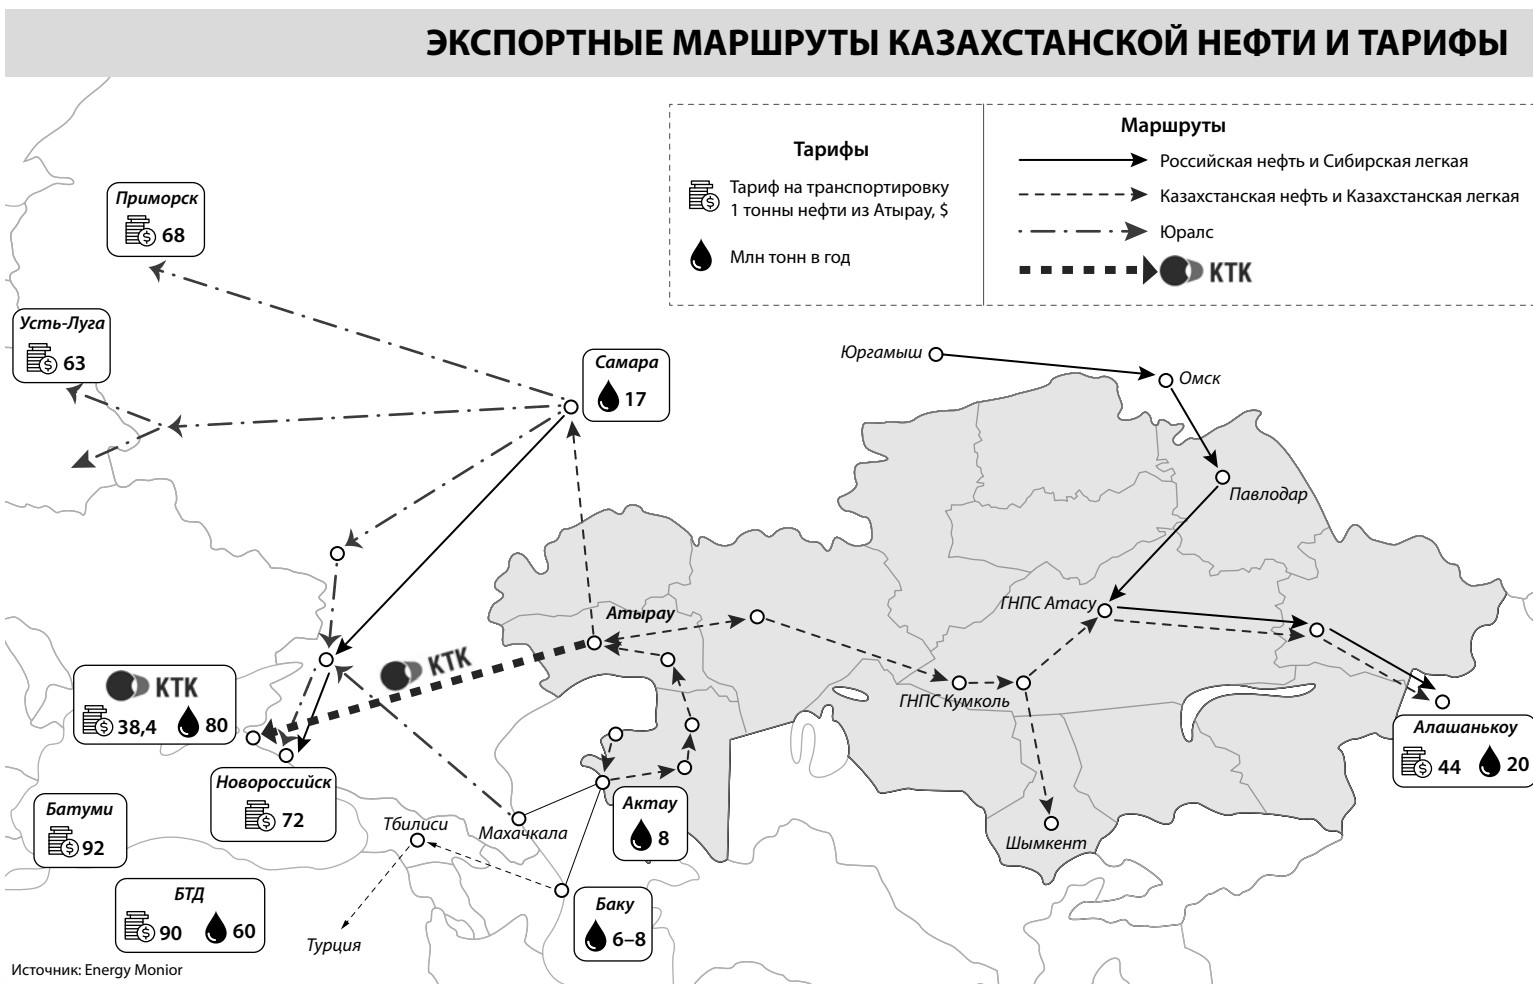 ЭКСПОРТНЫЕ МАРШРУТЫ КАЗАХСТАНСКОЙ НЕФТИ И ТАРИФЫ
Тарифы
Тариф на транспортировку
1 тонны нефти из Атырау, $
Млн тонн в год
Маршруты
Российская нефть и Сибирская легкая
Казахстанская нефть и Казахстанская легкая
Юралс
КТК
Приморск
68
Усть-Луга
63
Самара
17
Юргамыш
Омск
Павлодар
ГНПС Атасу
Атырау
КТК
ГНПС Кумколь
КТК
38,4
80
Алашанькоу
44
20
Новороссийск
72
Батуми
92
Тбилиси
Махачкала
Актау
8
Шымкент
БТД
90
60
Турция
Баку
6–8
Источник: Energy Monior